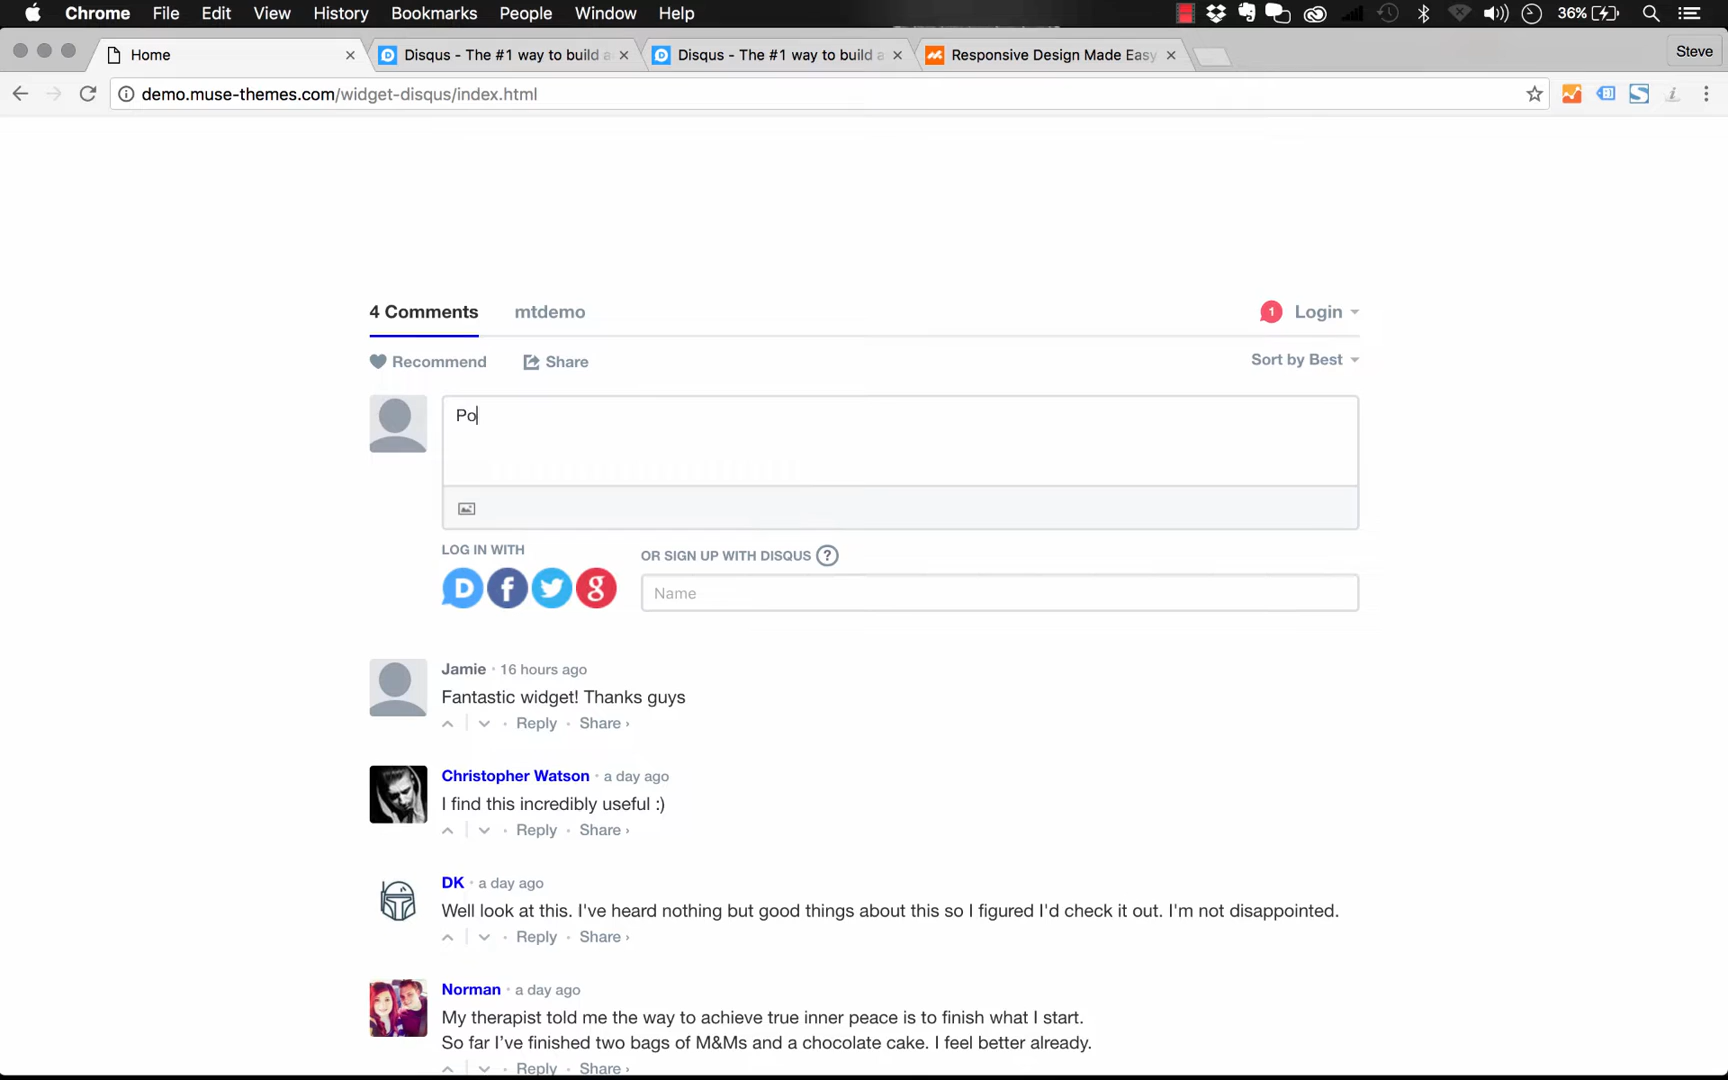 Chrome File Edit View History Bookmarks People Window Help 36%
Home Disqus - The #1 way to build a Disqus - The #1 way to build a Responsive Design Made Easy Steve
demo.muse-themes.com/widget-disqus/index.html
4 Comments mtdemo 1 Login
Recommend Share Sort by Best
Po
LOG IN WITH
OR SIGN UP WITH DISQUS ?
D f g
Name
Jamie • 16 hours ago
Fantastic widget! Thanks guys
Reply • Share ›
Christopher Watson • a day ago
I find this incredibly useful :)
Reply • Share ›
DK • a day ago
Well look at this. I've heard nothing but good things about this so I figured I'd check it out. I'm not disappointed.
Reply • Share ›
Norman • a day ago
My therapist told me the way to achieve true inner peace is to finish what I start.
So far I’ve finished two bags of M&Ms and a chocolate cake. I feel better already.
Reply • Share ›